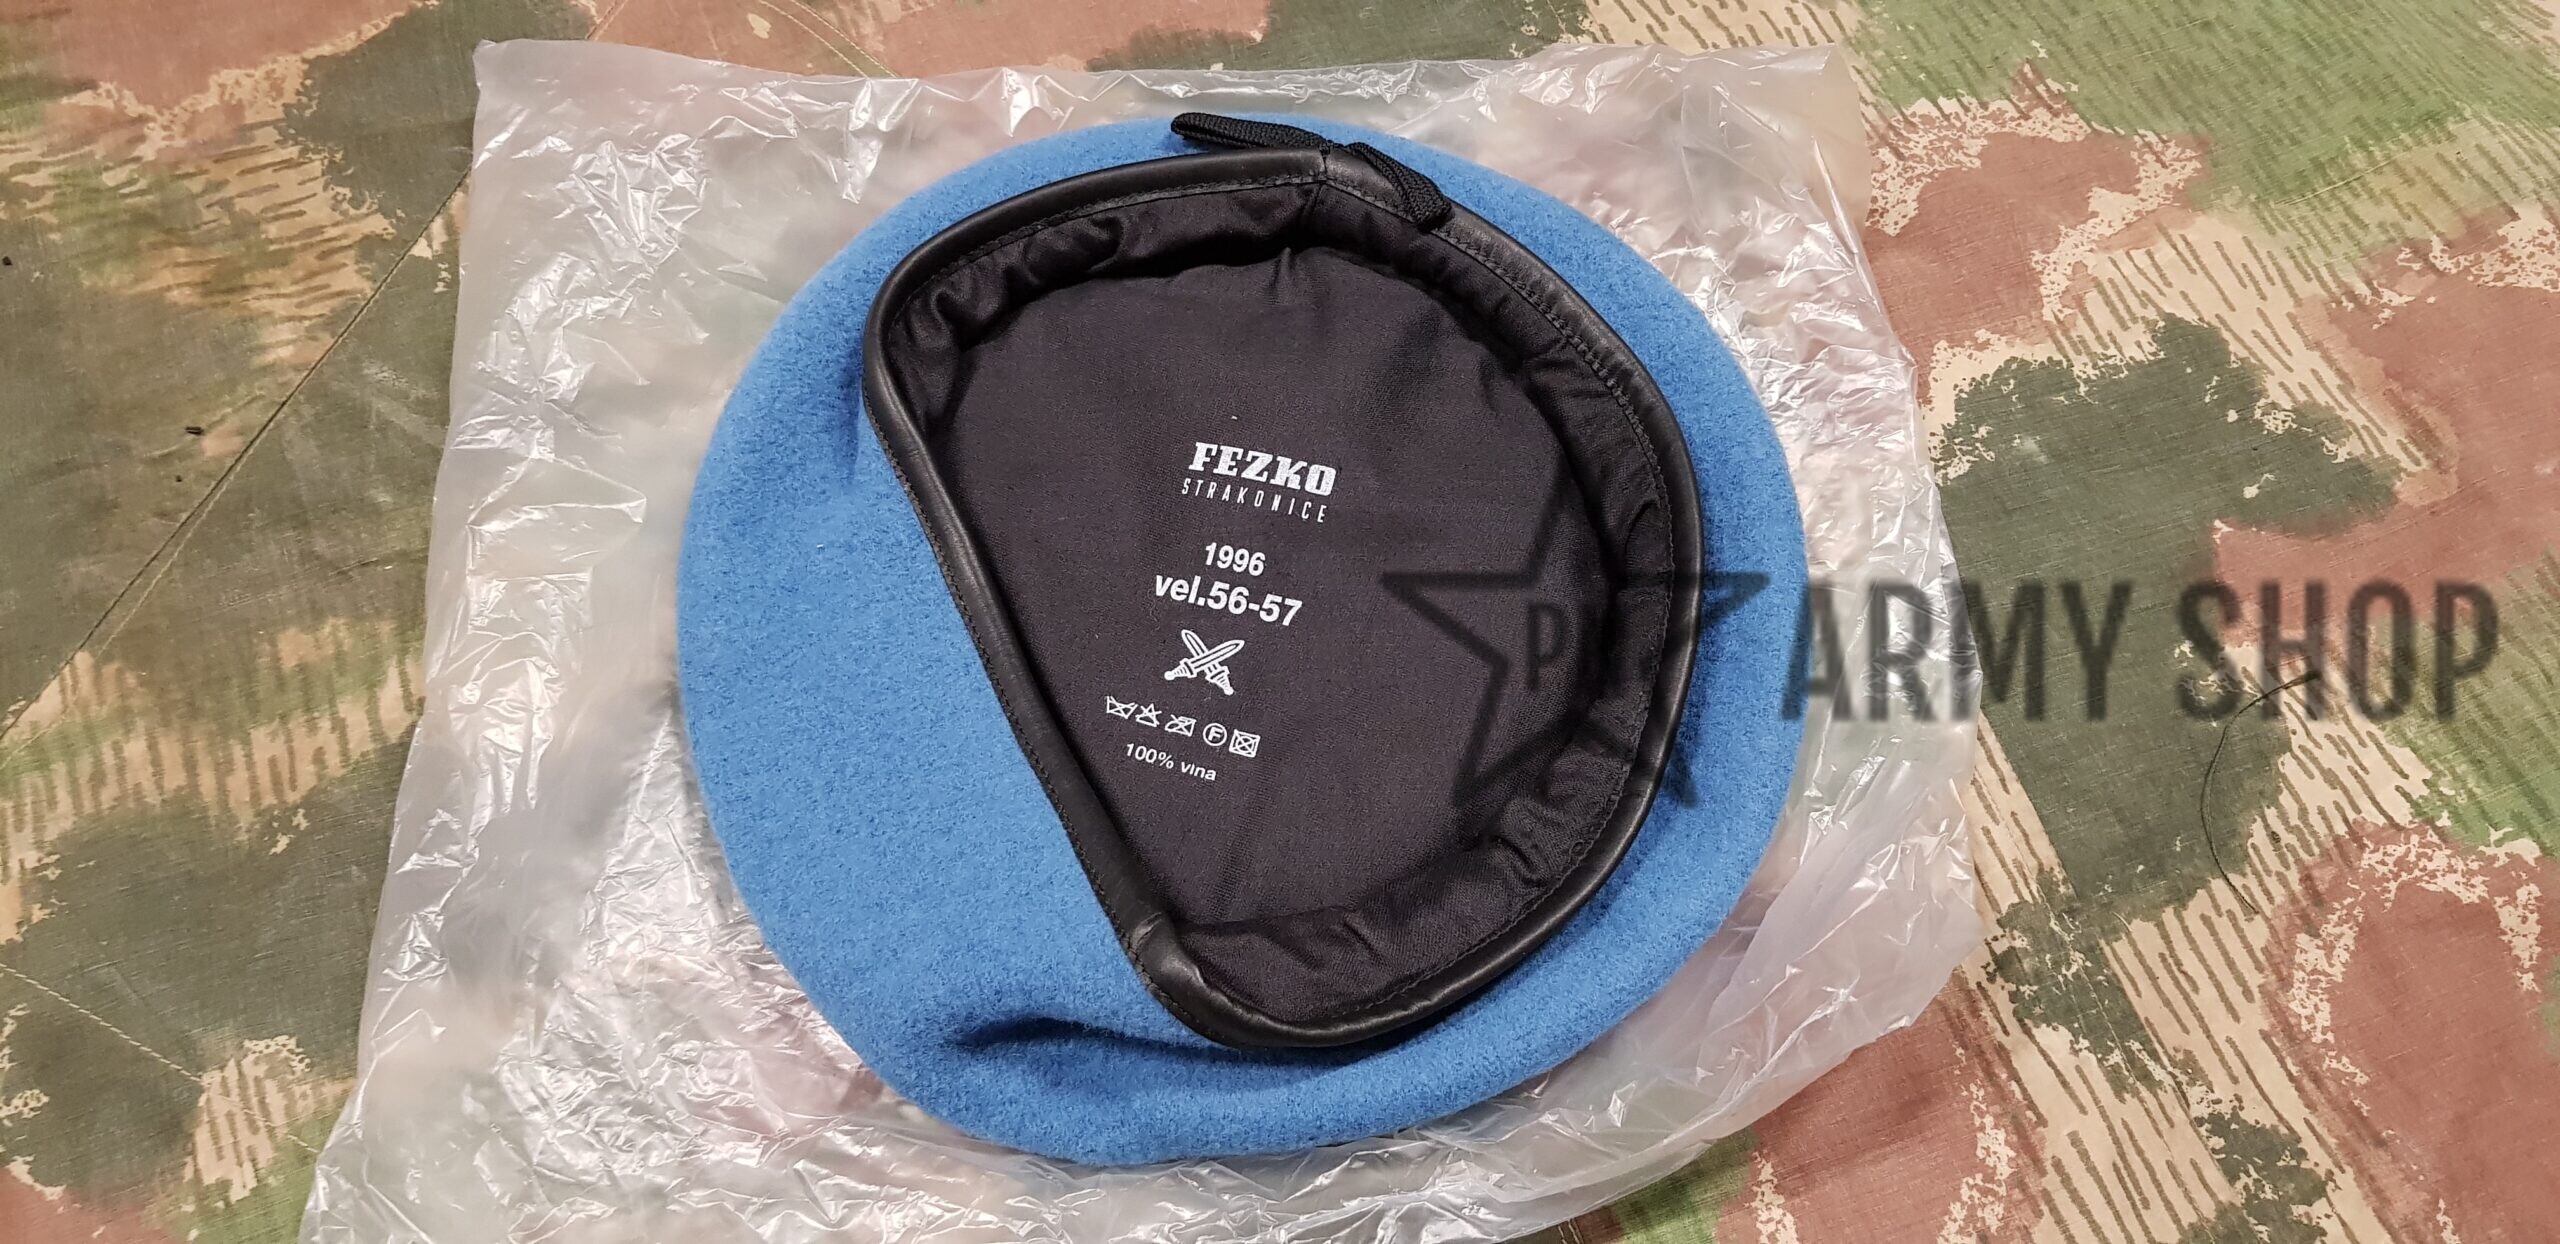 FEZKO
STRAKONICE
1996
vel.56-57
F
100% vlna
ARMY SHOP